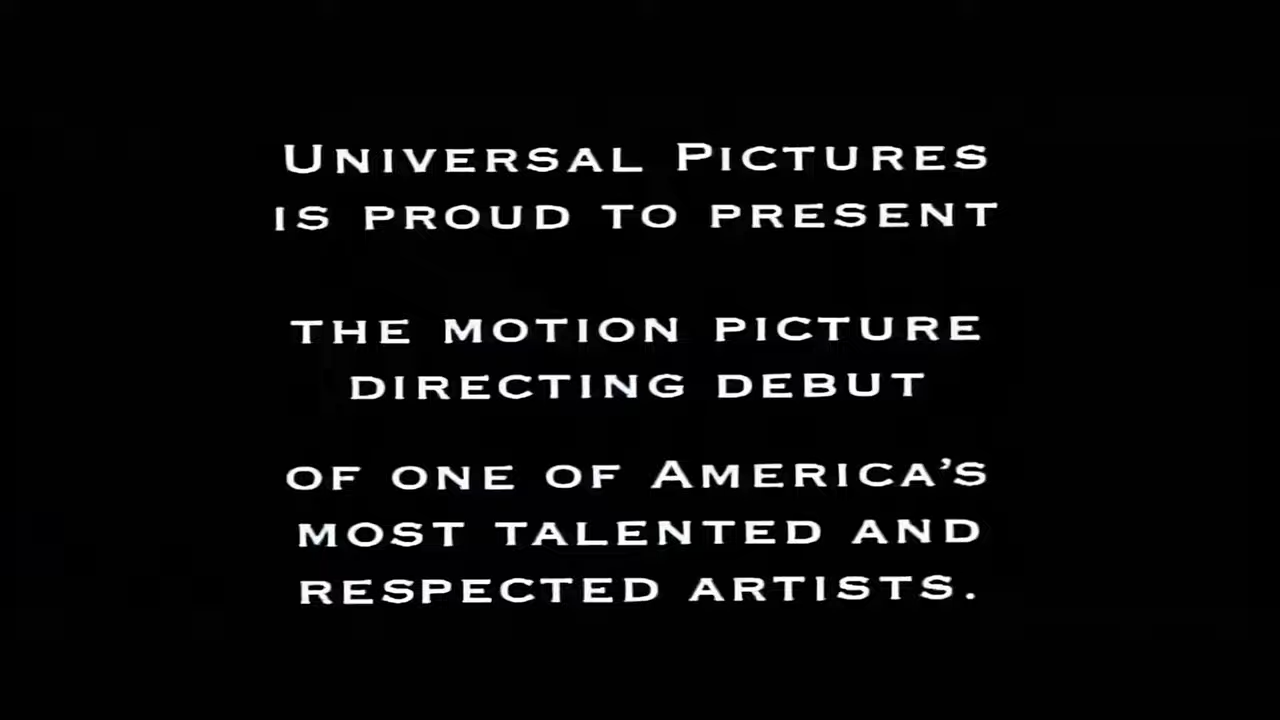 Universal Pictures
is proud to present
the motion picture
directing debut
of one of America's
most talented and
respected artists.